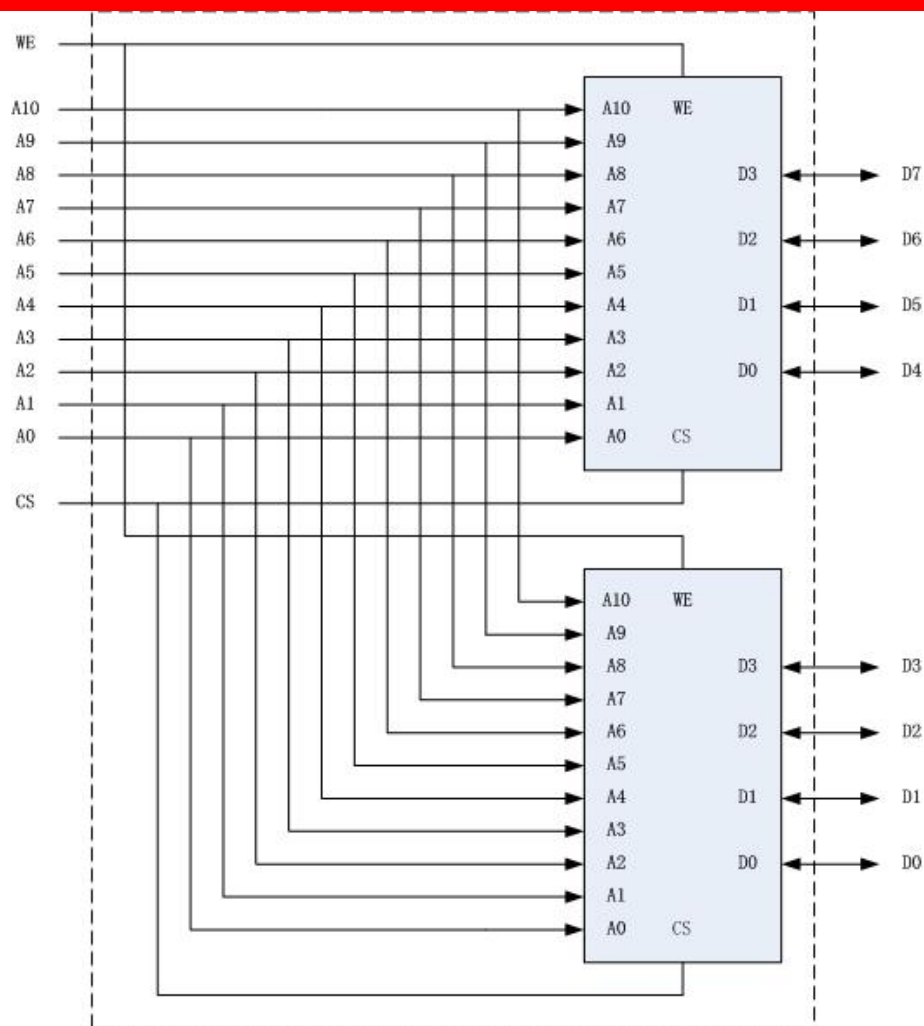 WE
A10 A10 WE
A9 A9
A8 A8 D3 D7
A7 A7
A6 A6 D2 D6
A5 A5
A4 A4 D1 D5
A3 A3
A2 A2 D0 D4
A1 A1
A0 A0 CS
CS
A10 WE
A9
A8 D3 D3
A7
A6 D2 D2
A5
A4 D1 D1
A3
A2 D0 D0
A1
A0 CS